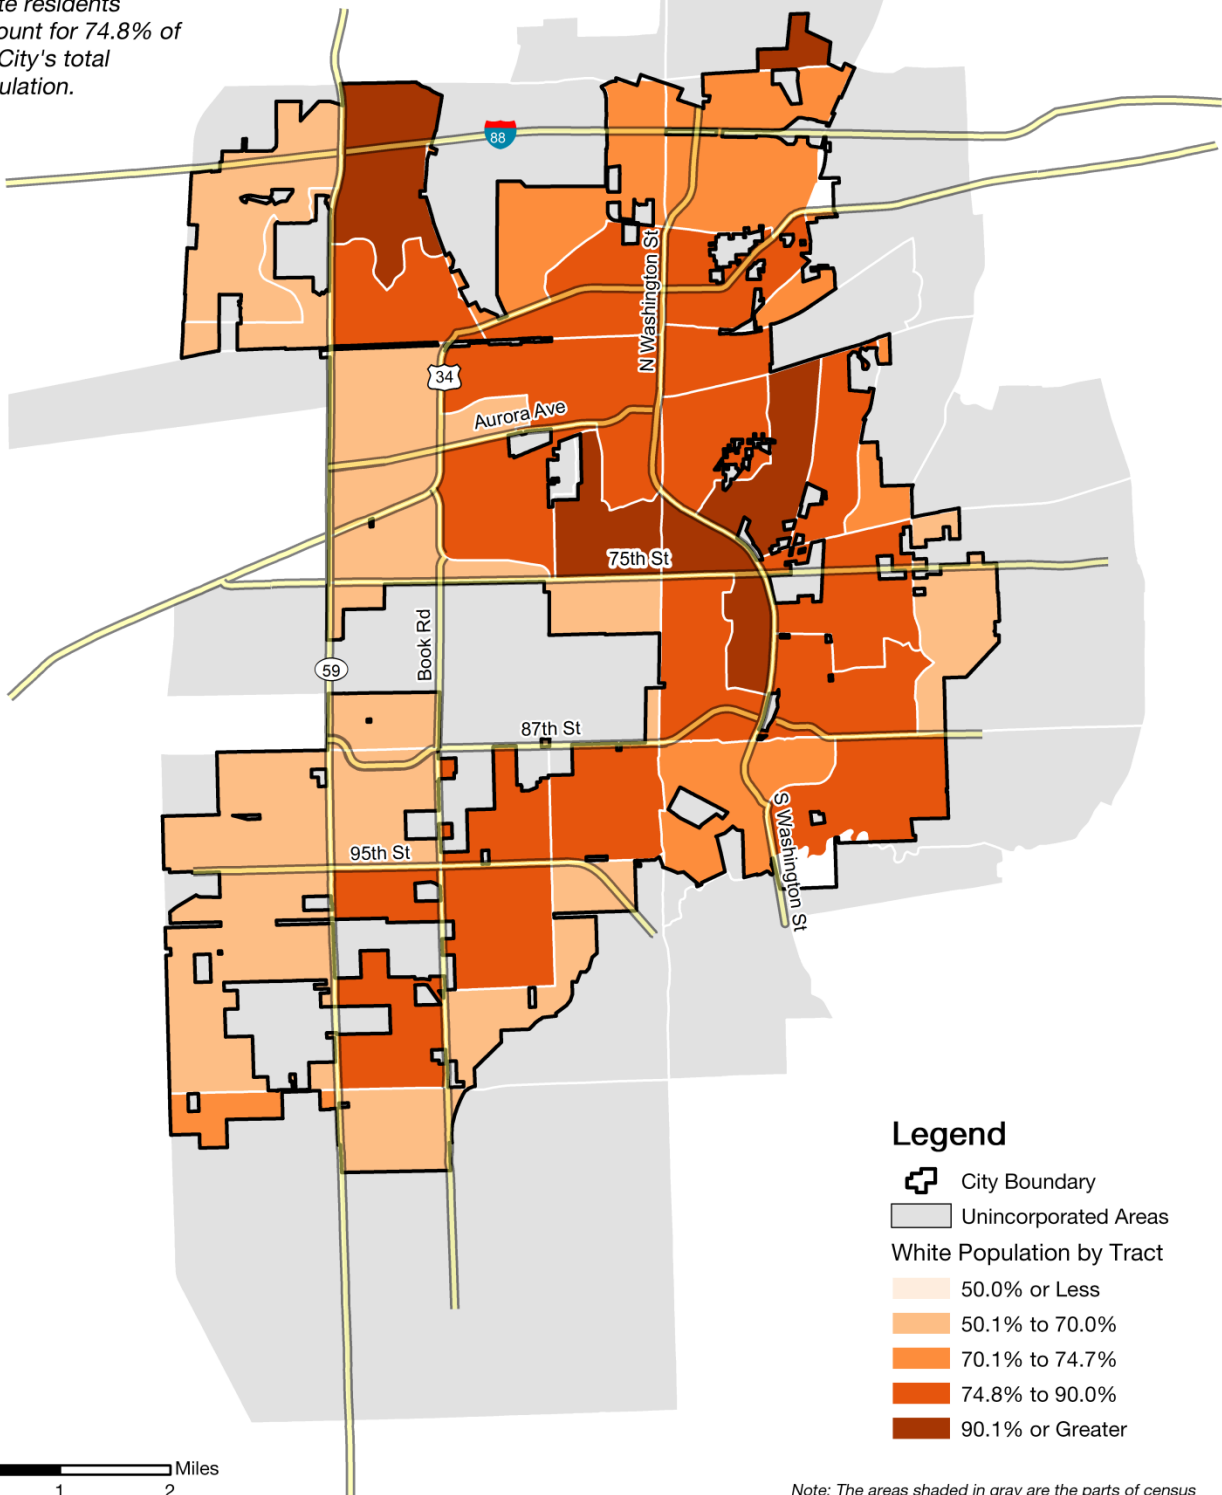 te residents
ount for 74.8% of
City's total
ulation.
88
N Washington St
34
Aurora Ave
75th St
Book Rd
59
87th St
S Washington St
95th St
Legend
City Boundary
Unincorporated Areas
White Population by Tract
50.0% or Less
50.1% to 70.0%
70.1% to 74.7%
74.8% to 90.0%
90.1% or Greater
Miles
1 2
Note: The areas shaded in gray are the parts of census